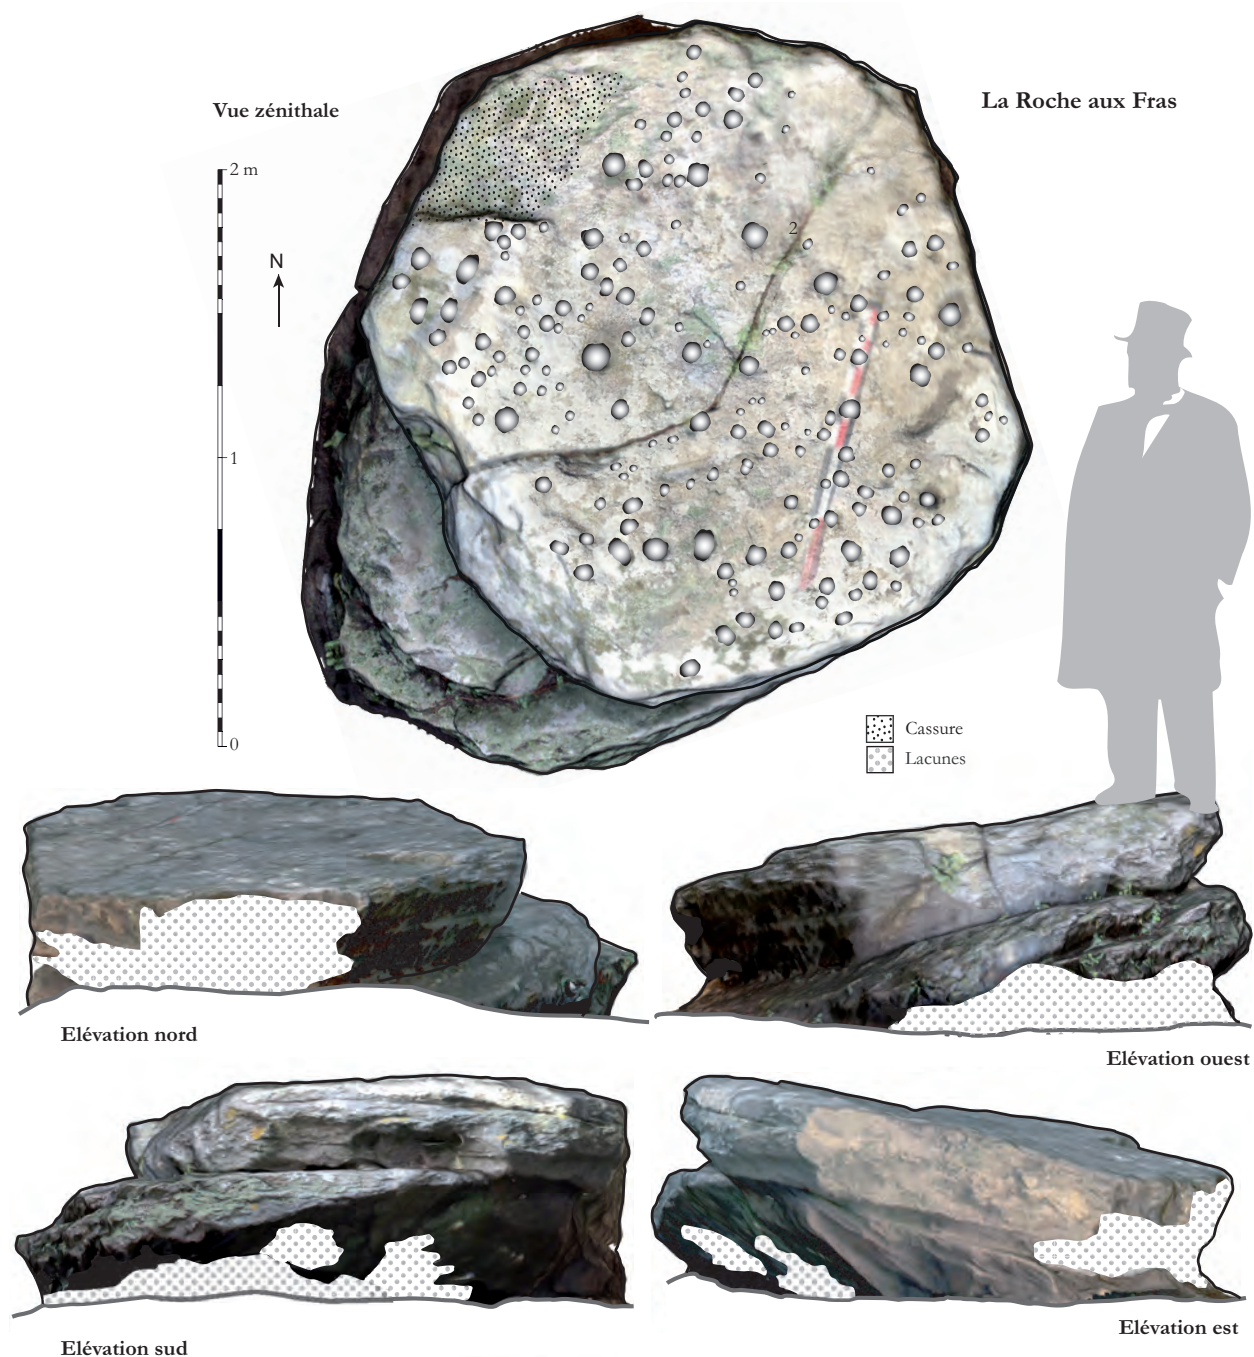 La Roche aux Fras
Vue zénithale
2 m
N
2
1
0
Cassure
Lacunes
Elévation nord
Elévation ouest
Elévation est
Elévation sud